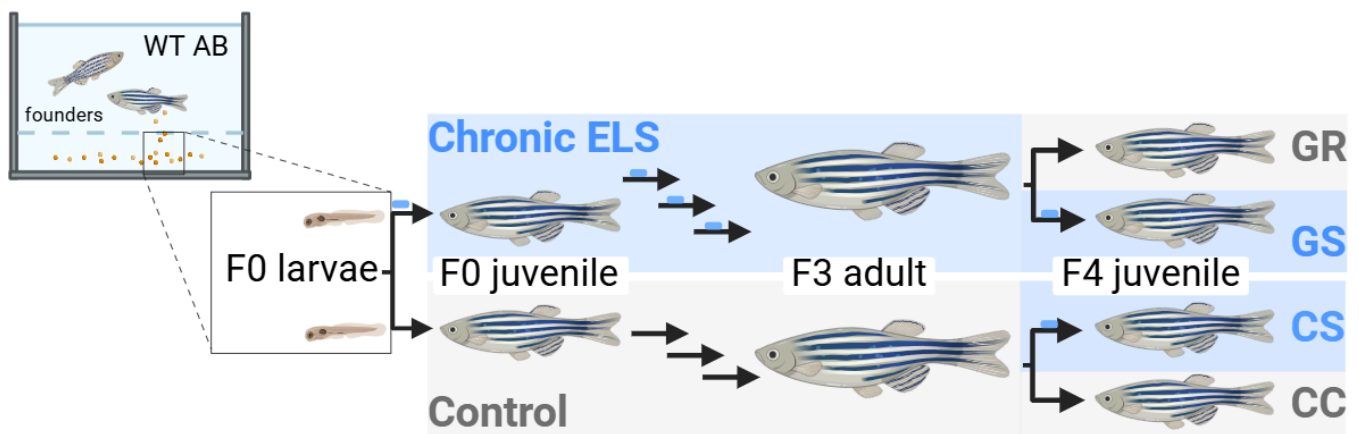 WT AB
founders
Chronic ELS
GR
GS
F0 larvae
F0 juvenile
F3 adult
F4 juvenile
CS
Control
CC